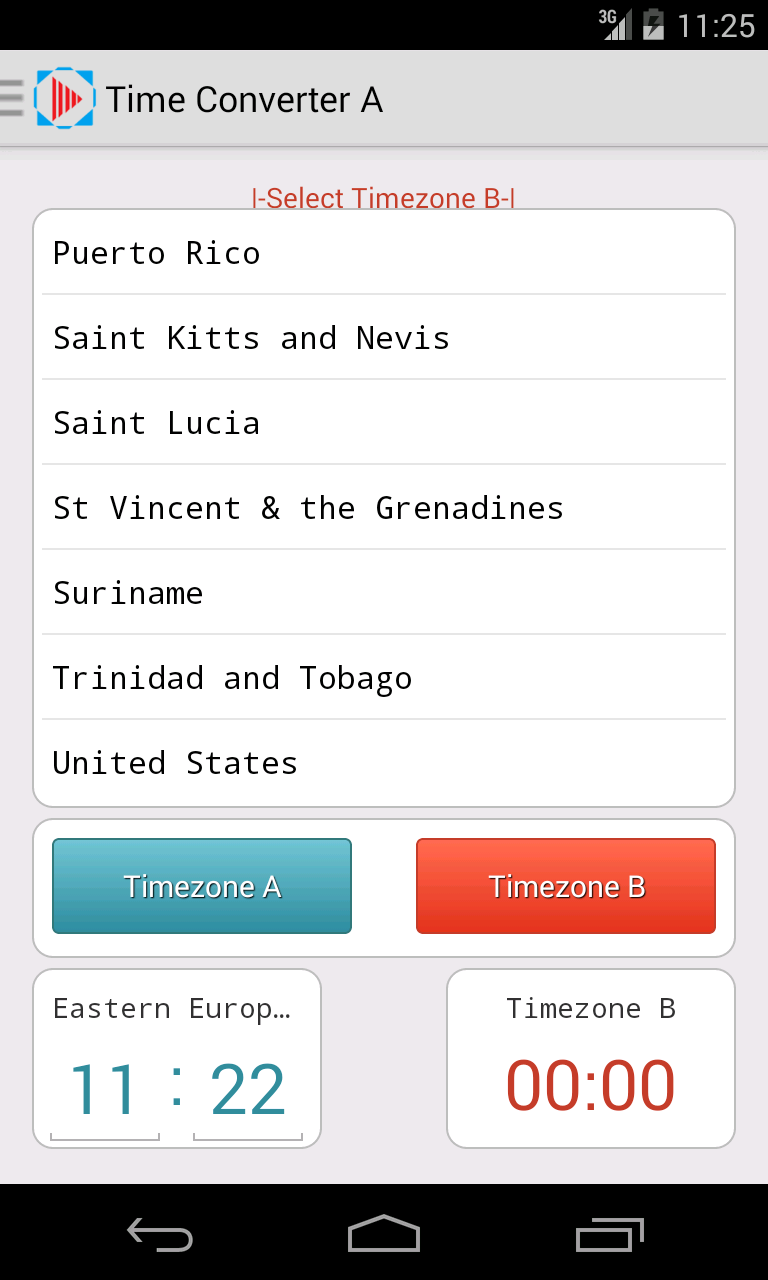 3G 11:25
Time Converter A
|-Select Timezone B-|
Puerto Rico
Saint Kitts and Nevis
Saint Lucia
St Vincent & the Grenadines
Suriname
Trinidad and Tobago
United States
Timezone A Timezone B
Eastern Europ… Timezone B
11 : 22 00:00